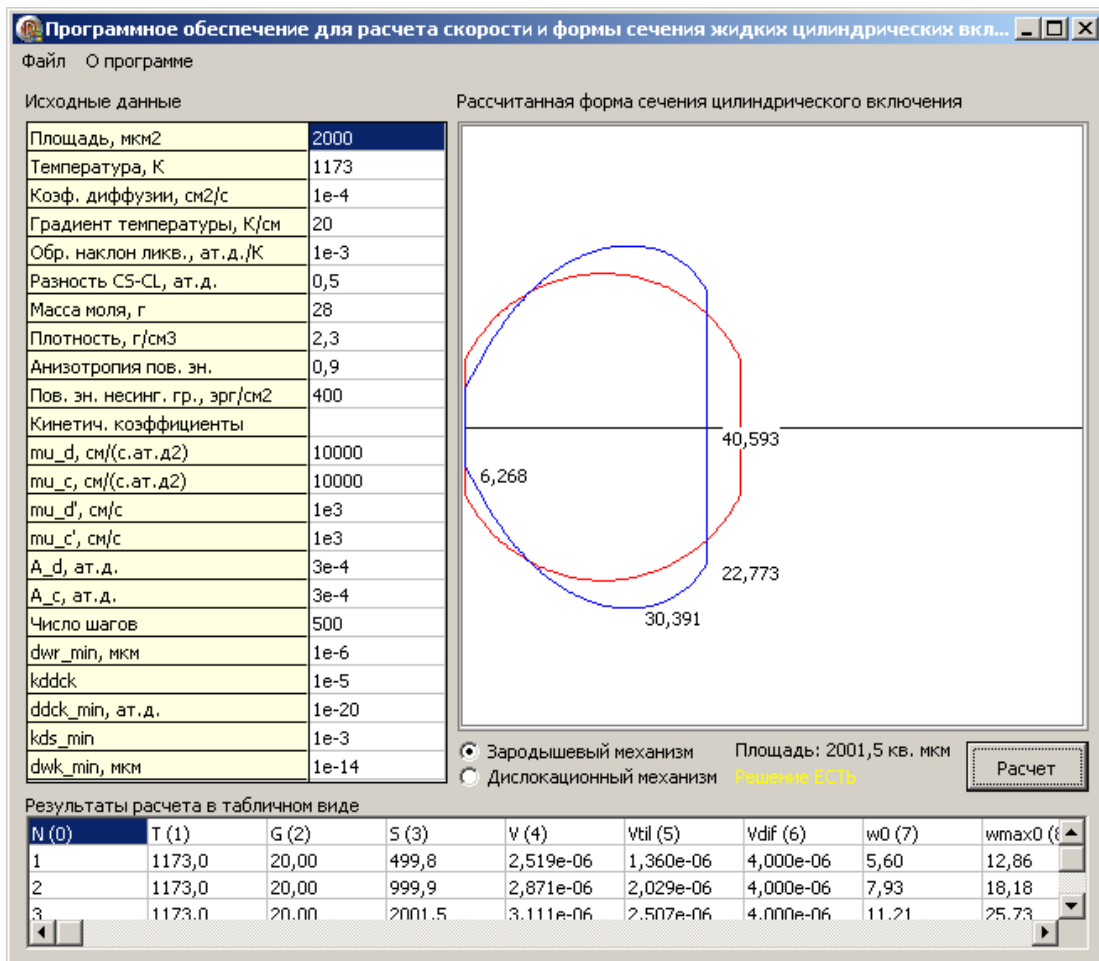 Программное обеспечение для расчета скорости и формы сечения жидких цилиндрических вкл...
Файл О программе
Исходные данные
Площадь, мкм2 2000
Температура, К 1173
Коэф. диффузии, см2/с 1e-4
Градиент температуры, К/см 20
Обр. наклон ликв., ат.д./К 1e-3
Разность CS-CL, ат.д. 0,5
Масса моля, г 28
Плотность, г/см3 2,3
Анизотропия пов. эн. 0,9
Пов. эн. несинг. гр., эрг/см2 400
Кинетич. коэффициенты
mu_d, см/(с.ат.д2) 10000
mu_c, см/(с.ат.д2) 10000
mu_d', см/с 1e3
mu_c', см/с 1e3
A_d, ат.д. 3e-4
A_c, ат.д. 3e-4
Число шагов 500
dwr_min, мкм 1e-6
kddck 1e-5
ddck_min, ат.д. 1e-20
kds_min 1e-3
dwk_min, мкм 1e-14
Рассчитанная форма сечения цилиндрического включения
40,593
6,268
22,773
30,391
Зародышевый механизм Площадь: 2001,5 кв. мкм
Дислокационный механизм Решение ЕСТЬ
Расчет
Результаты расчета в табличном виде
N (0) T (1) G (2) S (3) V (4) Vtil (5) Vdif (6) w0 (7) wmax0 (8
1 1173,0 20,00 499,8 2,519e-06 1,360e-06 4,000e-06 5,60 12,86
2 1173,0 20,00 999,9 2,871e-06 2,029e-06 4,000e-06 7,93 18,18
3 1173,0 20,00 2001,5 3,111e-06 2,507e-06 4,000e-06 11,21 25,73